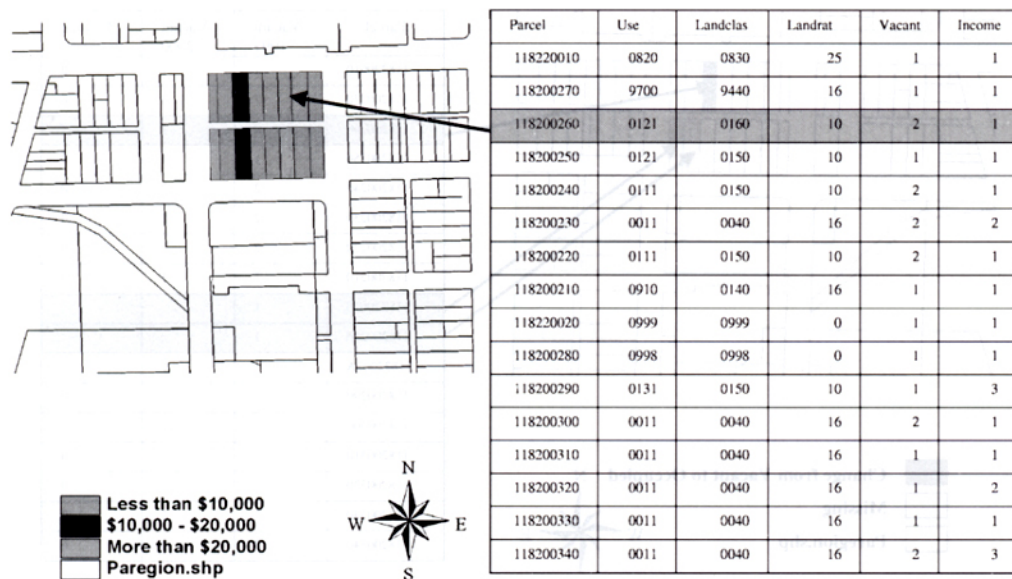 Parcel Use Landclas Landrat Vacant Income
118220010 0820 0830 25 1 1
118200270 9700 9440 16 1 1
118200260 0121 0160 10 2 1
118200250 0121 0150 10 1 1
118200240 0111 0150 10 2 1
118200230 0011 0040 16 2 2
118200220 0111 0150 10 2 1
118200210 0910 0140 16 1 1
118220020 0999 0999 0 1 1
118200280 0998 0998 0 1 1
118200290 0131 0150 10 1 3
118200300 0011 0040 16 2 1
118200310 0011 0040 16 1 1
118200320 0011 0040 16 1 2
118200330 0011 0040 16 1 1
118200340 0011 0040 16 2 3
Less than $10,000
$10,000 - $20,000
More than $20,000
Paregion.shp
N
W E
S